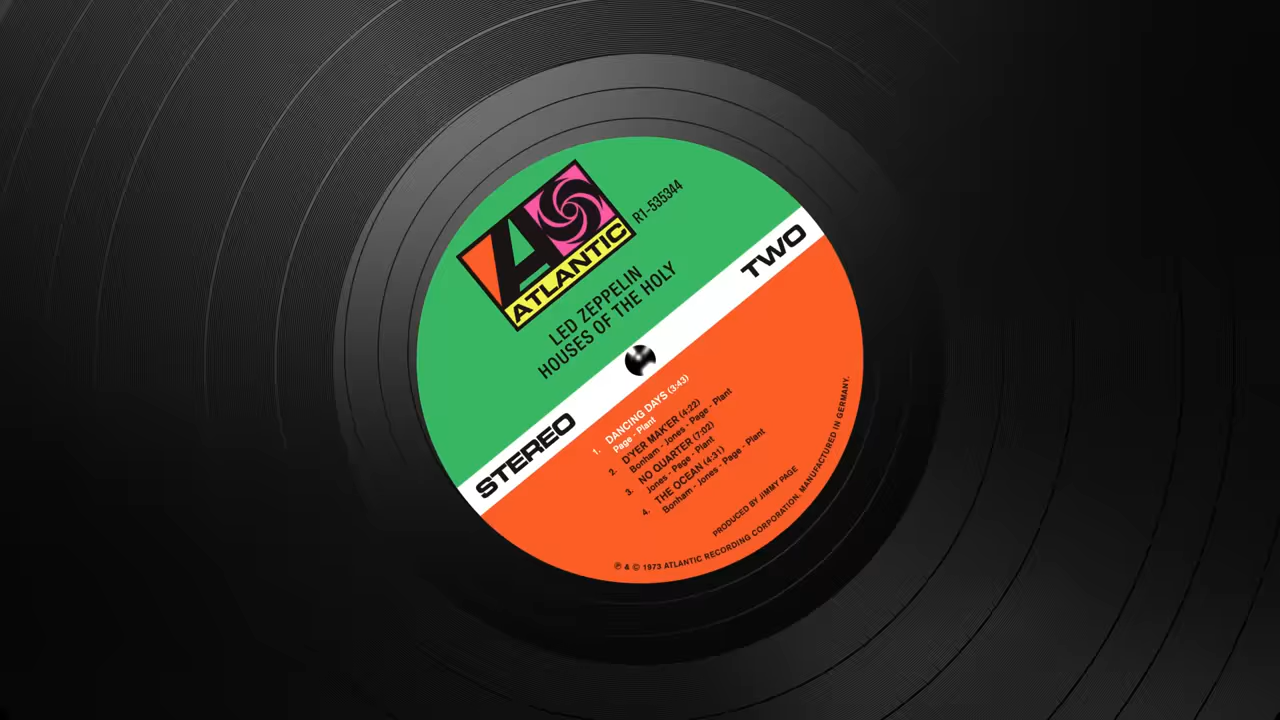 ATLANTIC
R1-535344
LED ZEPPELIN
HOUSES OF THE HOLY
STEREO
TWO
1. DANCING DAYS (3:43)
Page - Plant
2. D'YER MAK'ER (4:22)
Bonham - Jones - Page - Plant
3. NO QUARTER (7:02)
Jones - Page - Plant
4. THE OCEAN (4:31)
Bonham - Jones - Page - Plant
PRODUCED BY JIMMY PAGE
℗ & © 1973 ATLANTIC RECORDING CORPORATION, MANUFACTURED IN GERMANY.